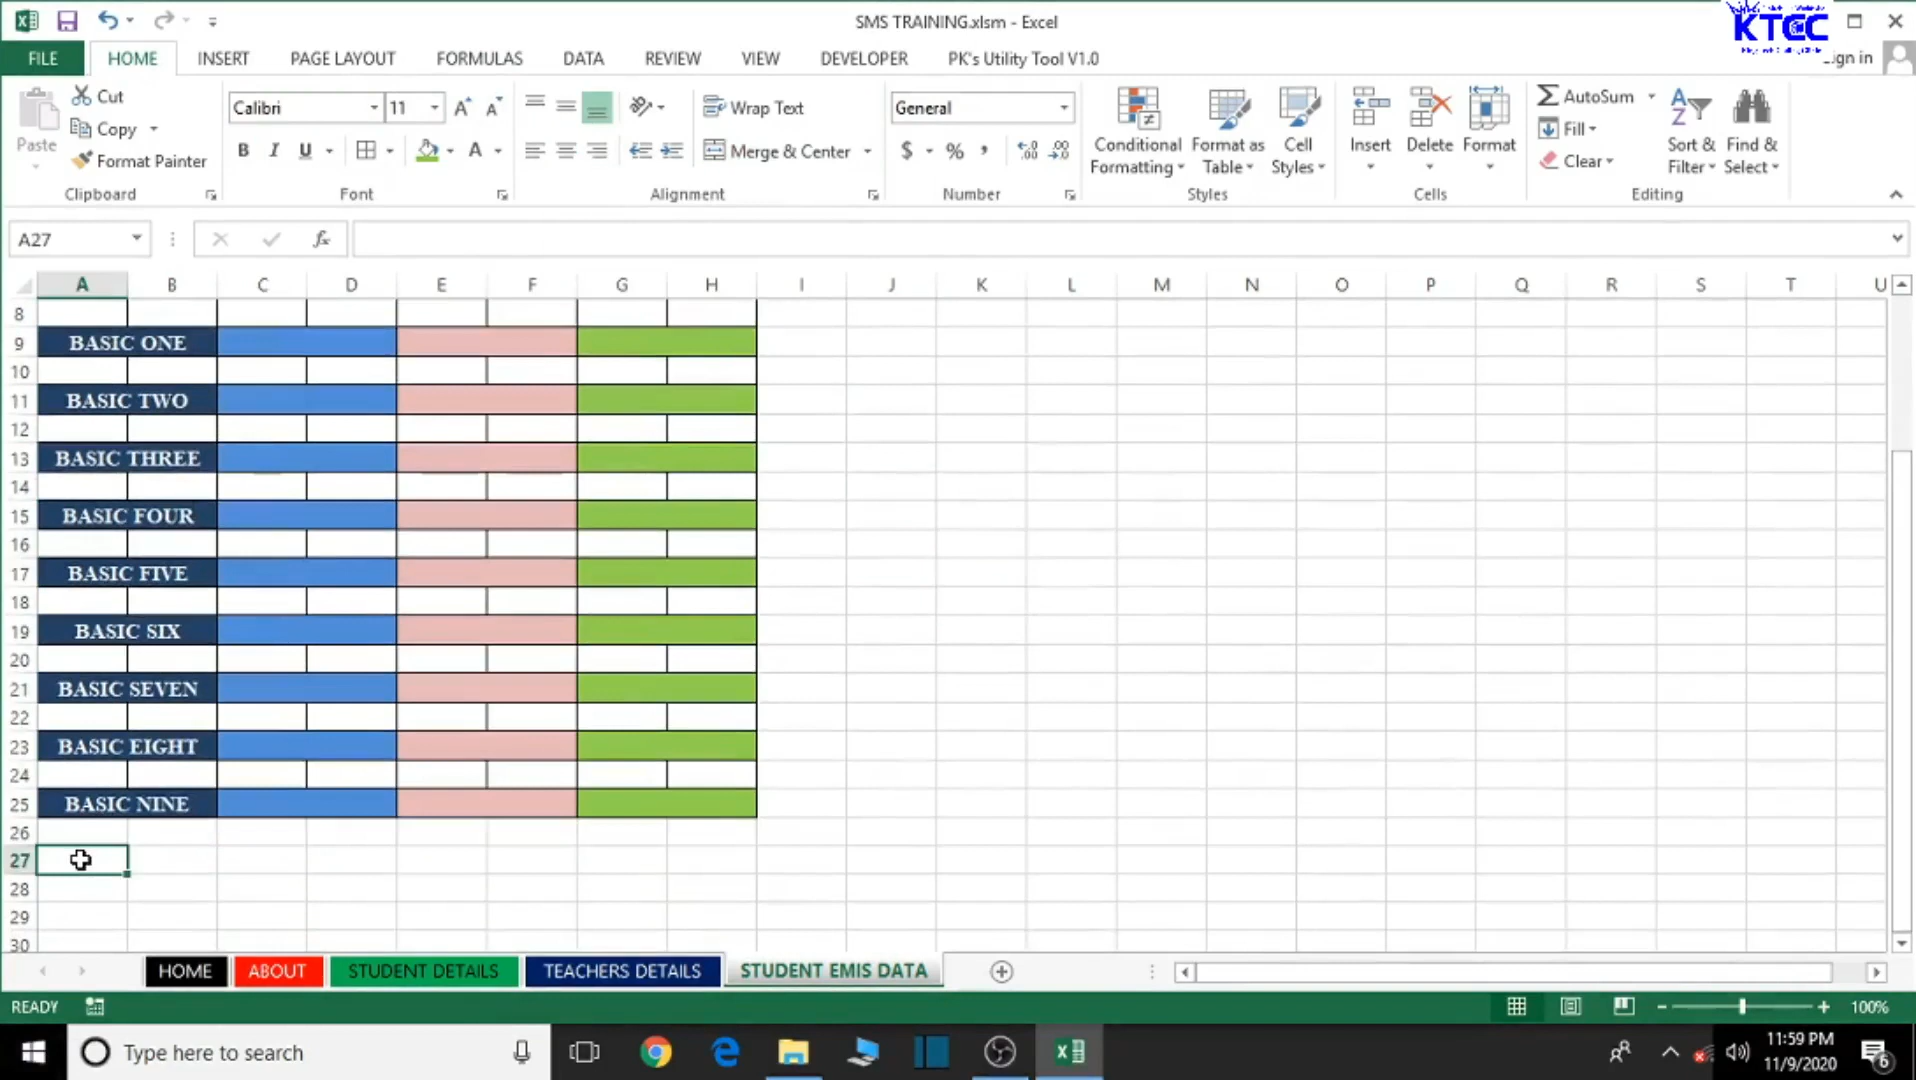 SMS TRAINING.xlsm - Excel
KTCC
FILE HOME INSERT PAGE LAYOUT FORMULAS DATA REVIEW VIEW DEVELOPER PK's Utility Tool V1.0 ign in
Cut
Copy
Format Painter
Paste
Clipboard
Calibri 11
B I U
Font
Wrap Text
Merge & Center
Alignment
General
$ % ,
Number
Conditional Formatting
Format as Table
Cell Styles
Styles
Insert Delete Format
Cells
AutoSum
Fill
Clear
Sort & Filter
Find & Select
Editing
A27
fx
A B C D E F G H I J K L M N O P Q R S T U
8
9 BASIC ONE
10
11 BASIC TWO
12
13 BASIC THREE
14
15 BASIC FOUR
16
17 BASIC FIVE
18
19 BASIC SIX
20
21 BASIC SEVEN
22
23 BASIC EIGHT
24
25 BASIC NINE
26
27
28
29
30
HOME ABOUT STUDENT DETAILS TEACHERS DETAILS STUDENT EMIS DATA
READY 100%
Type here to search
11:59 PM
11/9/2020
6